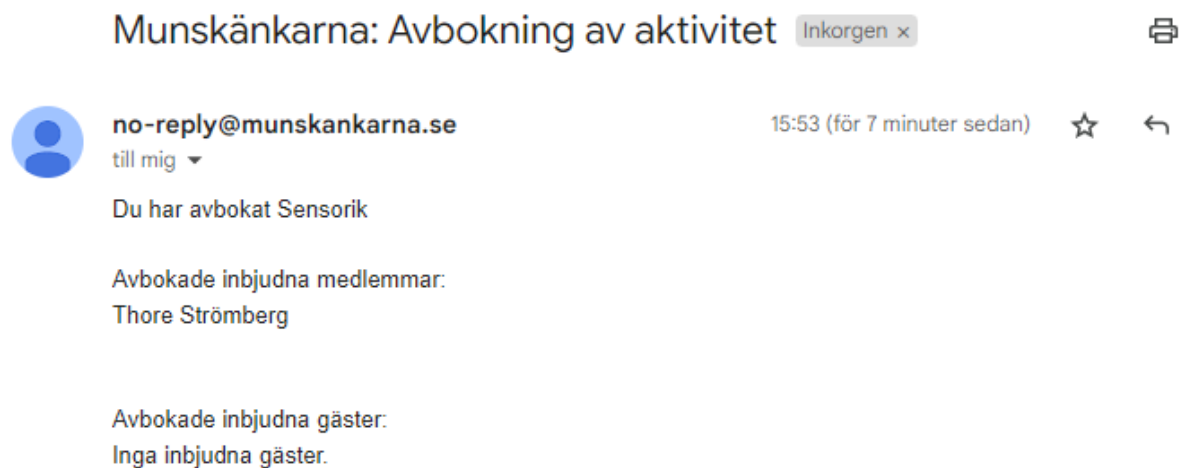 Munskänkarna: Avbokning av aktivitet Inkorgen ×
no-reply@munskankarna.se 15:53 (för 7 minuter sedan)
till mig
Du har avbokat Sensorik
Avbokade inbjudna medlemmar:
Thore Strömberg
Avbokade inbjudna gäster:
Inga inbjudna gäster.